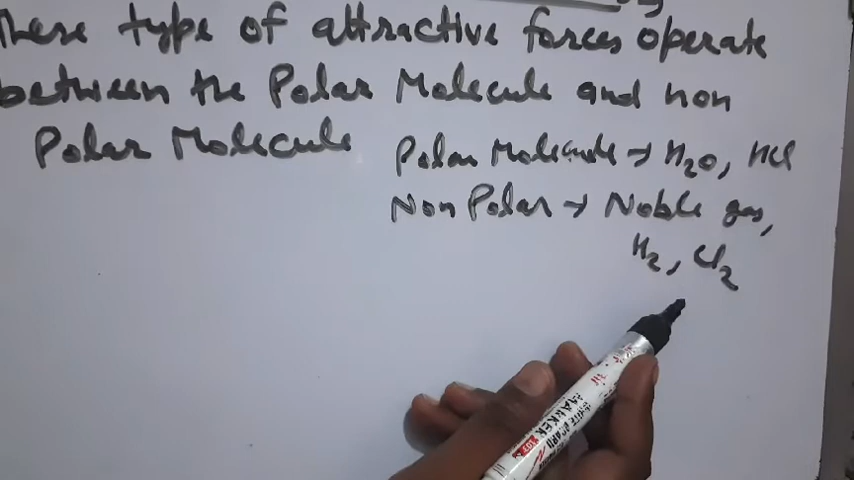 These type of attractive forces operate
between the Polar Molecule and non
Polar Molecule
Polar Molecule → H₂O, HCl
Non Polar → Noble gas,
H₂, Cl₂
MARKER